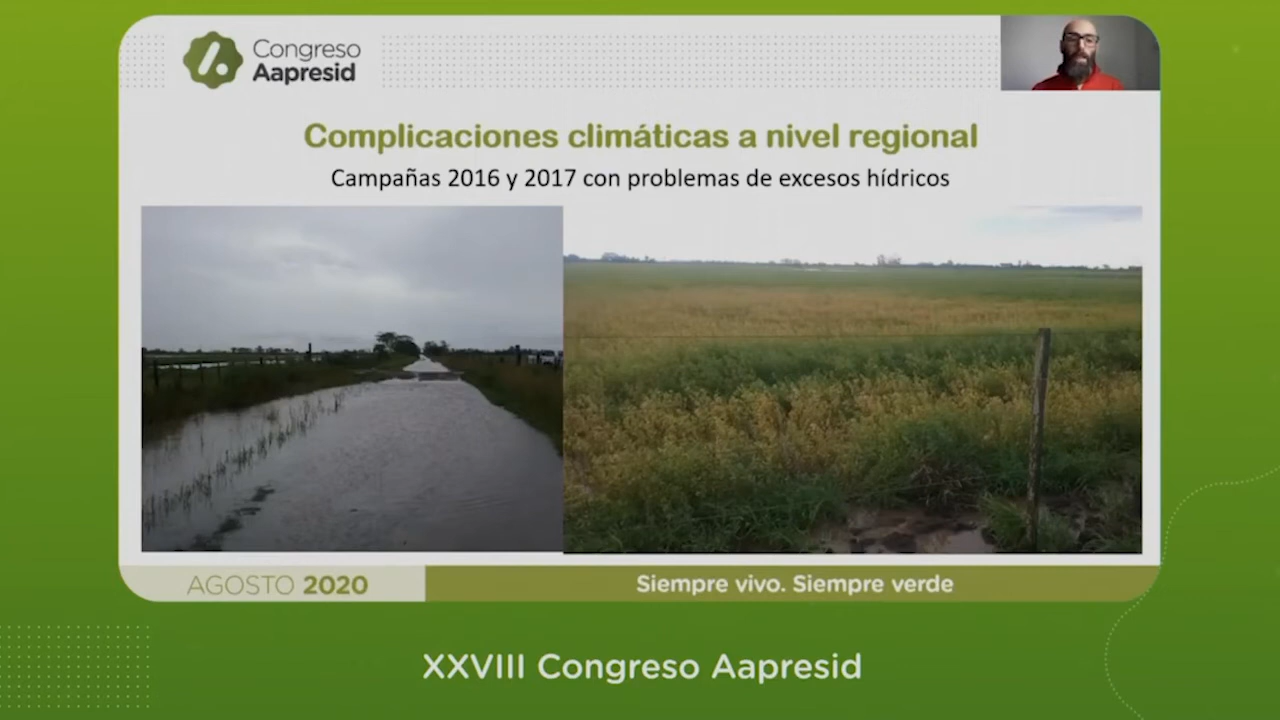 Congreso
Aapresid
Complicaciones climáticas a nivel regional
Campañas 2016 y 2017 con problemas de excesos hídricos
AGOSTO 2020
Siempre vivo. Siempre verde
XXVIII Congreso Aapresid